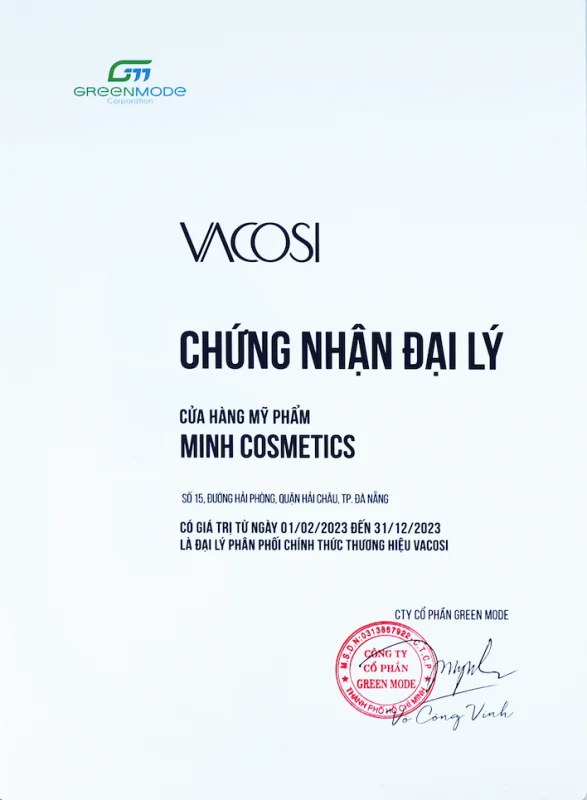 GREENMODE
Corporation
VACOSI
CHỨNG NHẬN ĐẠI LÝ
CỬA HÀNG MỸ PHẨM
MINH COSMETICS
SỐ 15, ĐƯỜNG HẢI PHÒNG, QUẬN HẢI CHÂU, TP. ĐÀ NẴNG
CÓ GIÁ TRỊ TỪ NGÀY 01/02/2023 ĐẾN 31/12/2023
LÀ ĐẠI LÝ PHÂN PHỐI CHÍNH THỨC THƯƠNG HIỆU VACOSI
CTY CỔ PHẦN GREEN MODE
M.S.D.N:0313867922-C.T.C.P
CÔNG TY
CỔ PHẦN
GREEN MODE
THÀNH PHỐ HỒ CHÍ MINH
Võ Công Vinh